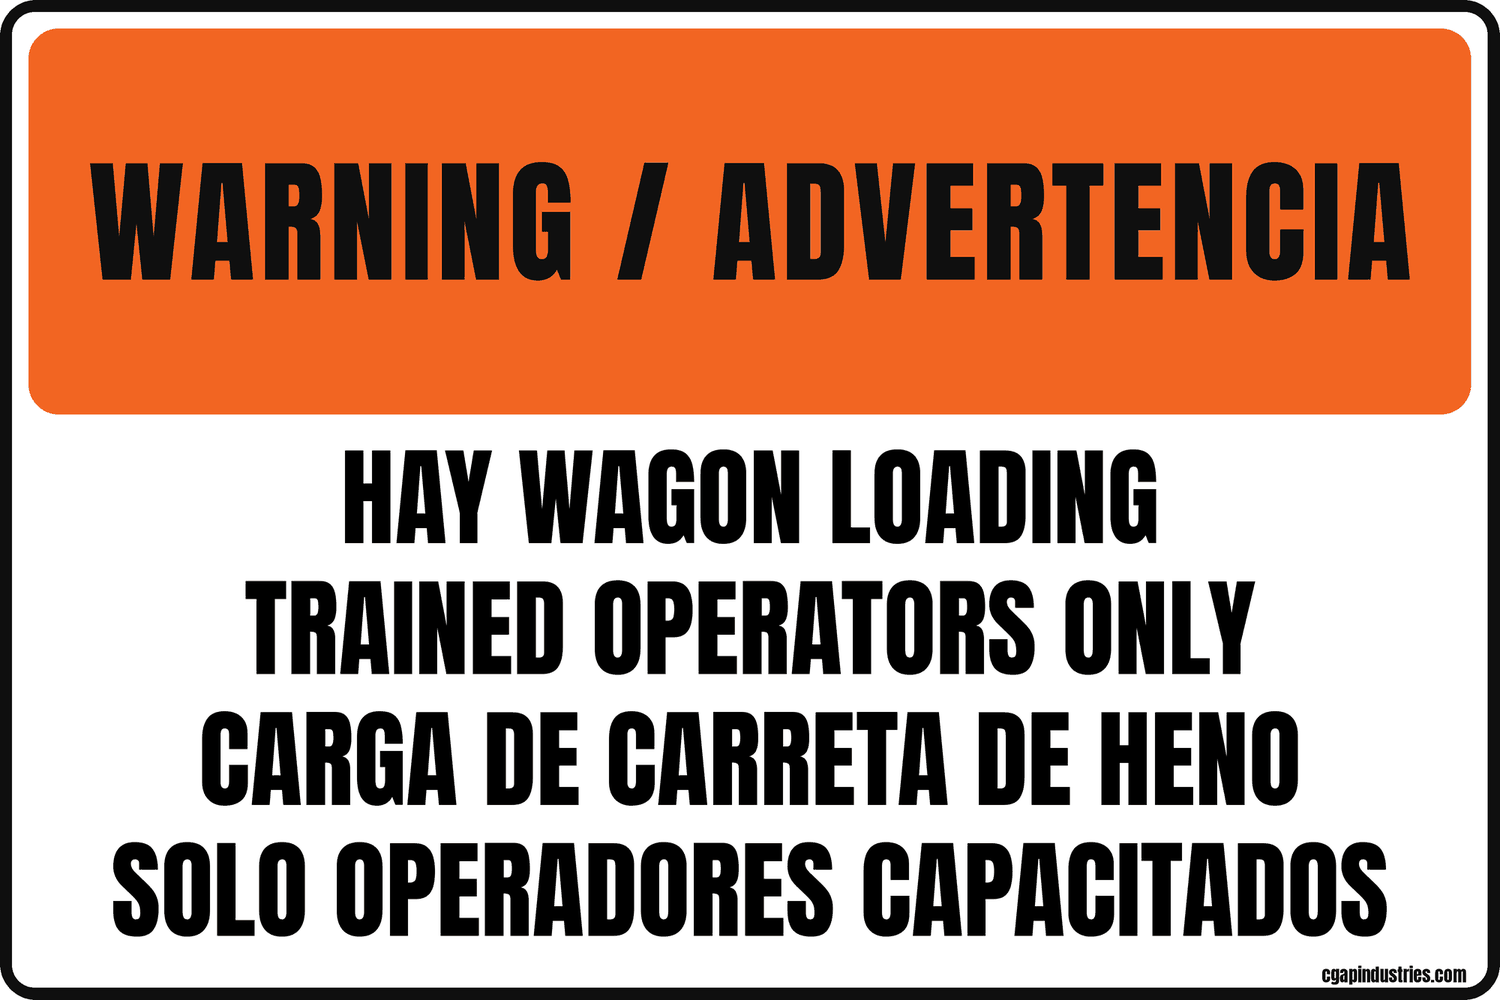 WARNING / ADVERTENCIA
HAY WAGON LOADING
TRAINED OPERATORS ONLY
CARGA DE CARRETA DE HENO
SOLO OPERADORES CAPACITADOS
cgapindustries.com